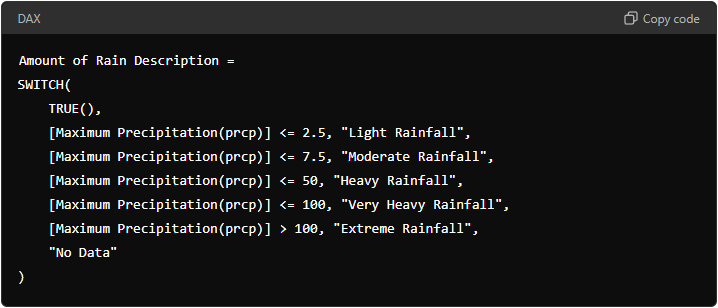 DAX
Copy code
Amount of Rain Description =
SWITCH(
    TRUE(),
    [Maximum Precipitation(prcp)] <= 2.5, "Light Rainfall",
    [Maximum Precipitation(prcp)] <= 7.5, "Moderate Rainfall",
    [Maximum Precipitation(prcp)] <= 50, "Heavy Rainfall",
    [Maximum Precipitation(prcp)] <= 100, "Very Heavy Rainfall",
    [Maximum Precipitation(prcp)] > 100, "Extreme Rainfall",
    "No Data"
)